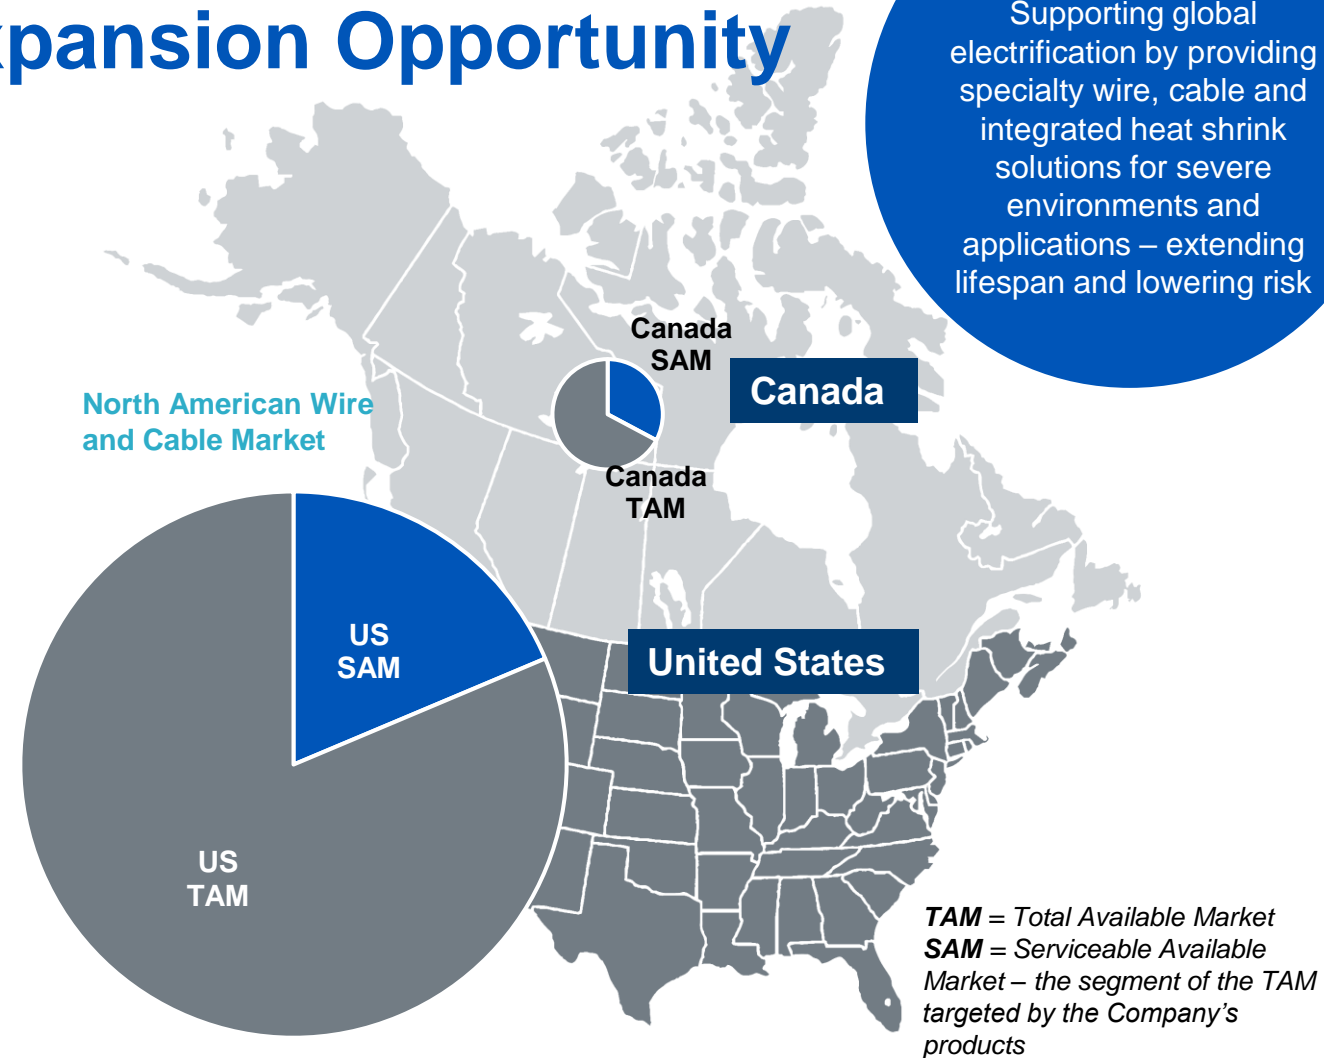 xpansion Opportunity
Supporting global
electrification by providing
specialty wire, cable and
integrated heat shrink
solutions for severe
environments and
applications – extending
lifespan and lowering risk
Canada
SAM
Canada
North American Wire
and Cable Market
Canada
TAM
US
SAM
United States
US
TAM
TAM = Total Available Market
SAM = Serviceable Available
Market – the segment of the TAM
targeted by the Company’s
products